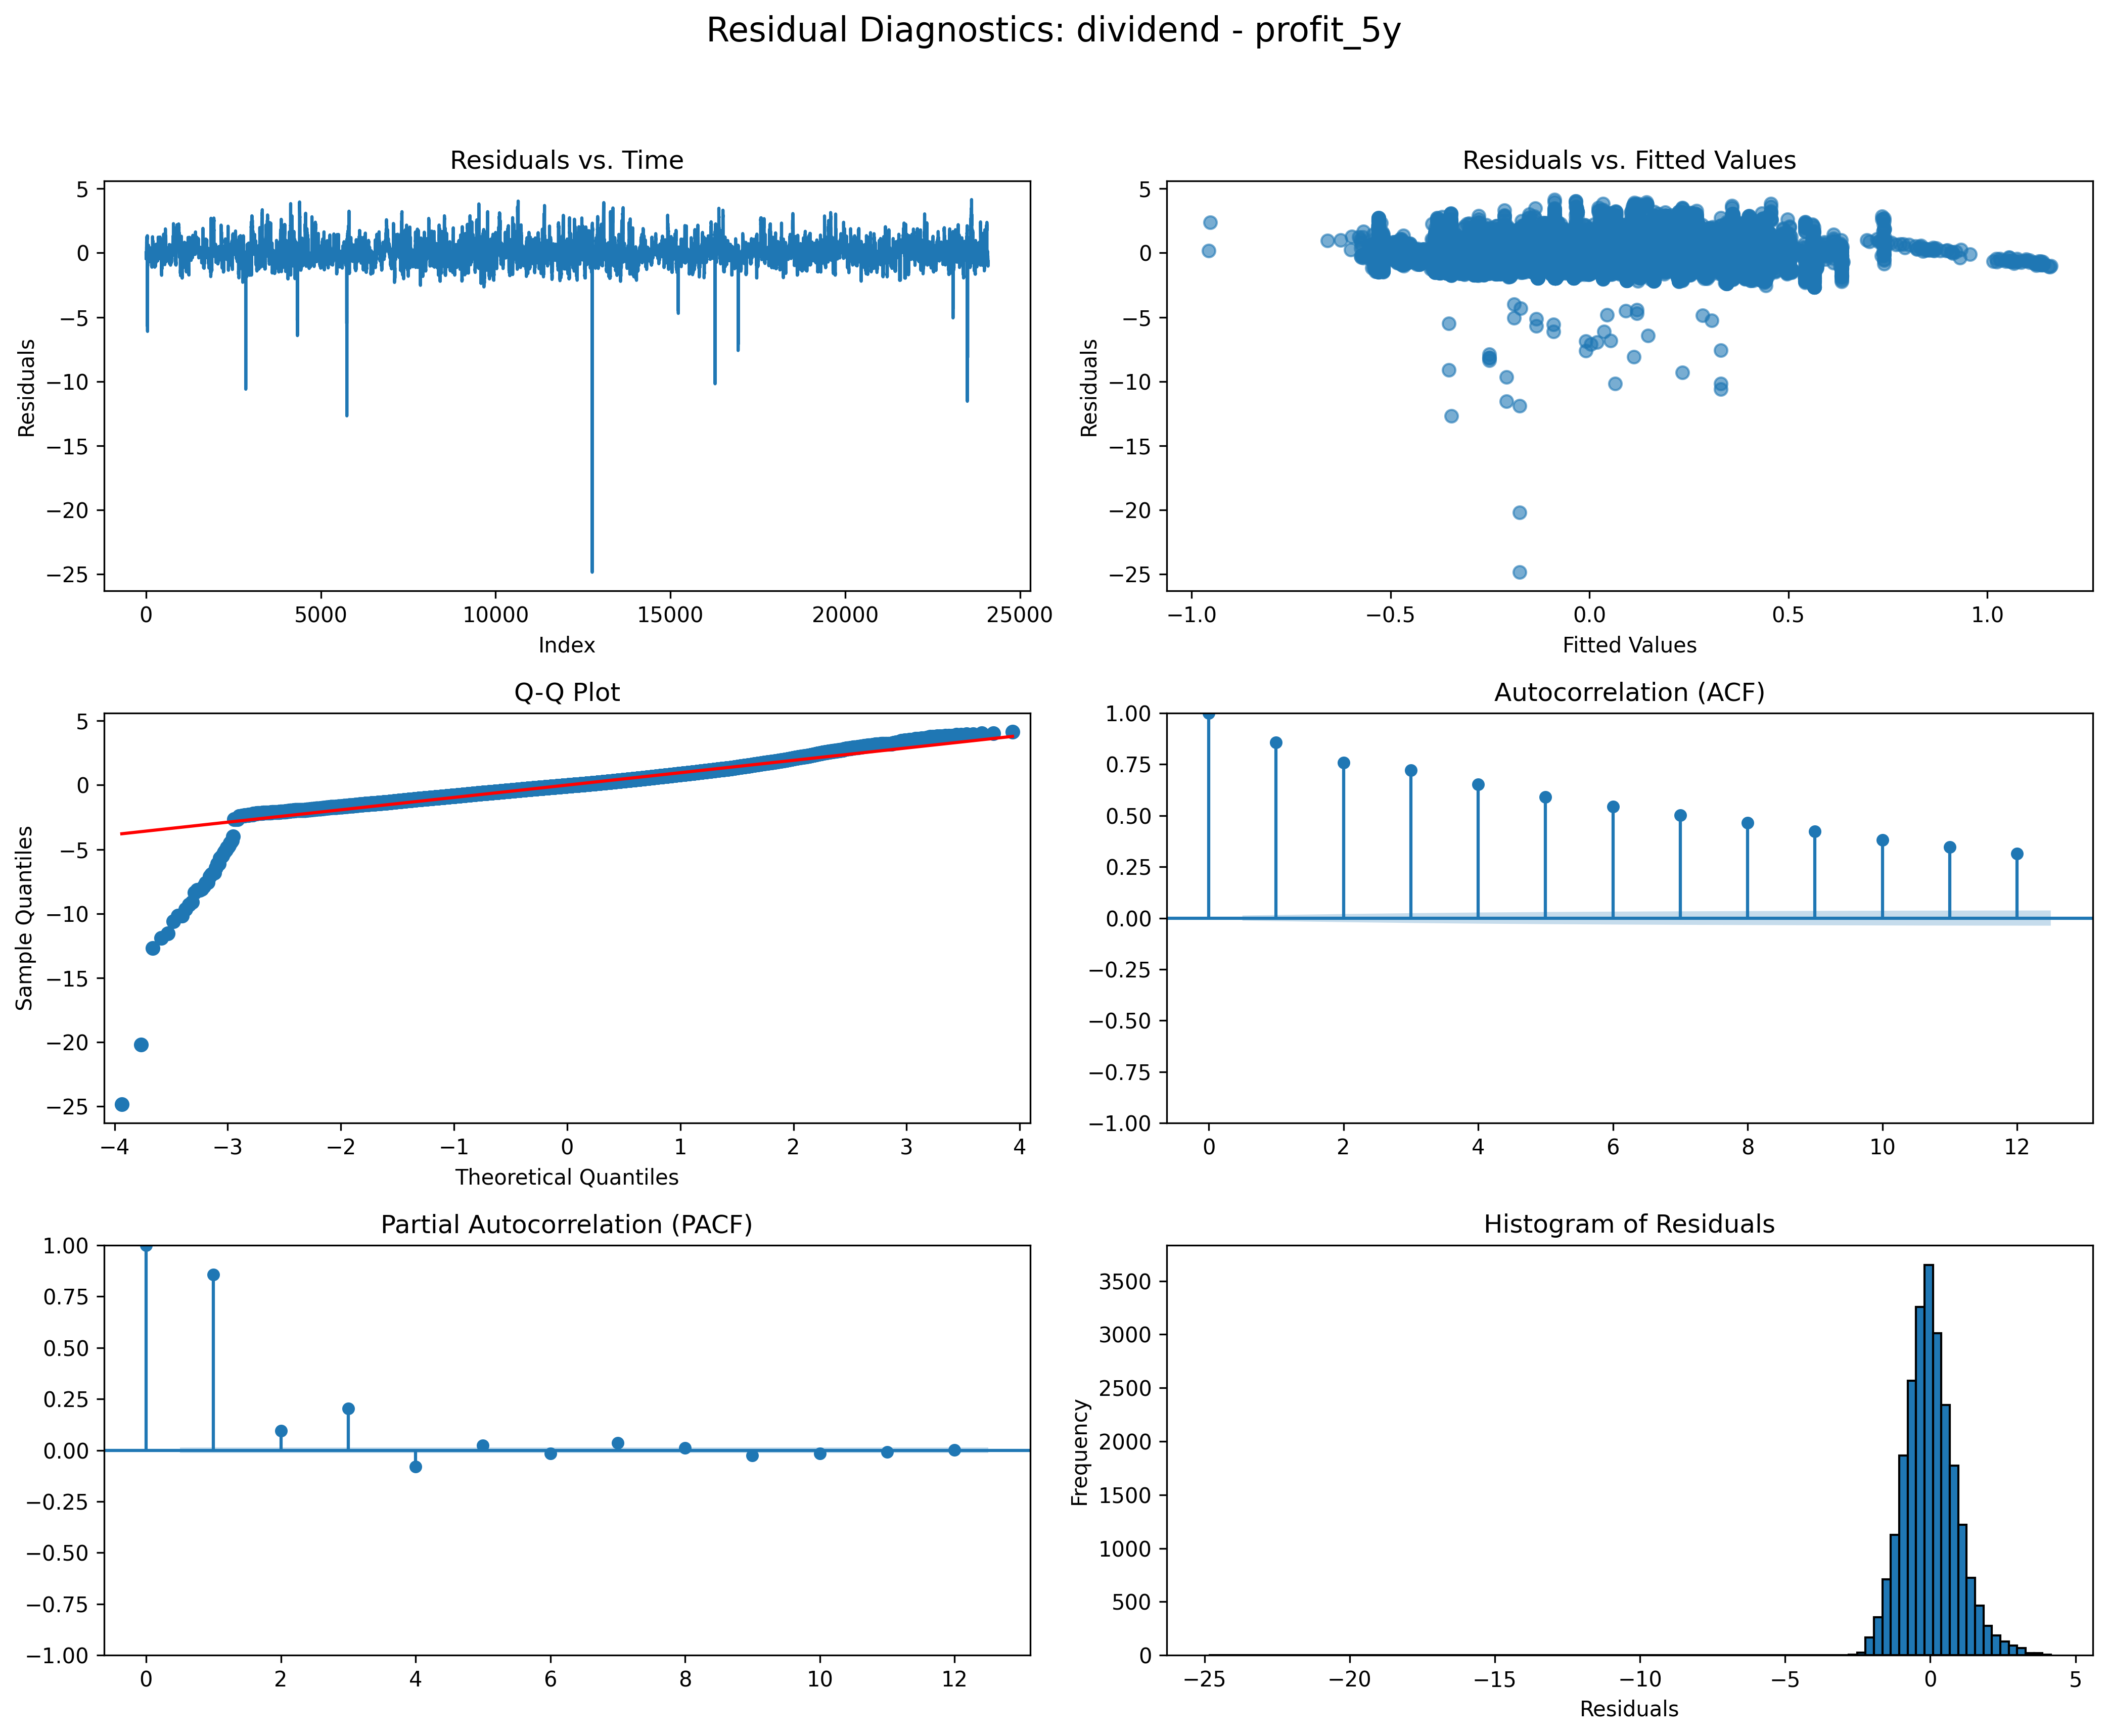 Residual Diagnostics: dividend - profit_5y
Residuals vs. Time
5
0
−5
−10
−15
−20
−25
Residuals
0 5000 10000 15000 20000 25000
Index
Residuals vs. Fitted Values
5
0
−5
−10
−15
−20
−25
Residuals
−1.0 −0.5 0.0 0.5 1.0
Fitted Values
Q-Q Plot
5
0
−5
−10
−15
−20
−25
Sample Quantiles
−4 −3 −2 −1 0 1 2 3 4
Theoretical Quantiles
Autocorrelation (ACF)
1.00
0.75
0.50
0.25
0.00
−0.25
−0.50
−0.75
−1.00
0 2 4 6 8 10 12
Partial Autocorrelation (PACF)
1.00
0.75
0.50
0.25
0.00
−0.25
−0.50
−0.75
−1.00
0 2 4 6 8 10 12
Histogram of Residuals
3500
3000
2500
2000
1500
1000
500
0
Frequency
−25 −20 −15 −10 −5 0 5
Residuals